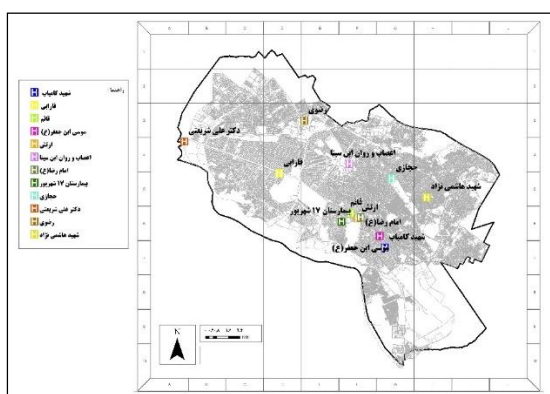 راهنما
شهید کامیاب
فارابی
قائم
موسی ابن جعفر(ع)
ارتش
اعصاب و روان ابن سینا
امام رضا(ع)
بیمارستان ۱۷ شهریور
حجازی
دکتر علی شریعتی
رضوی
شهید هاشمی نژاد
رضوی
دکتر علی شریعتی
اعصاب و روان ابن سینا
فارابی
حجازی
شهید هاشمی نژاد
قائم
ارتش
بیمارستان ۱۷ شهریور
امام رضا(ع)
شهید کامیاب
موسی ابن جعفر(ع)
N